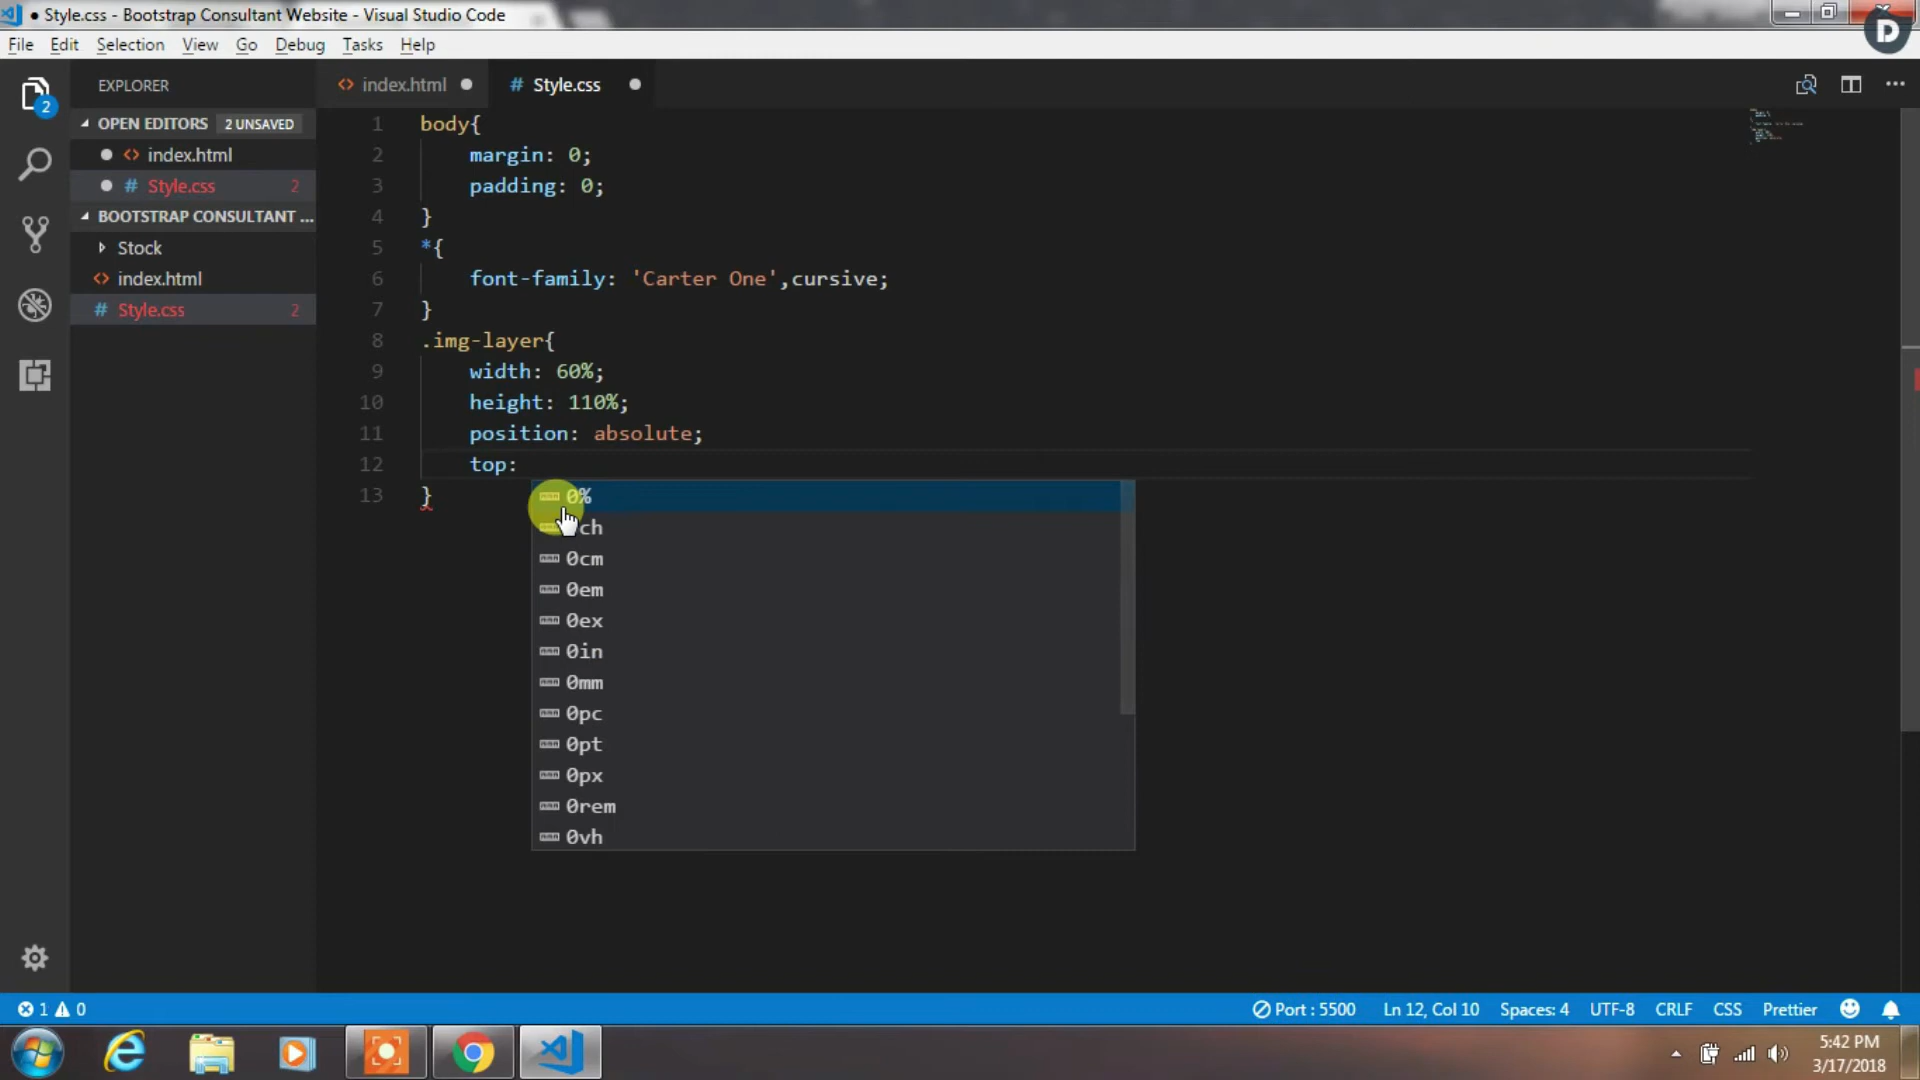 Style.css - Bootstrap Consultant Website - Visual Studio Code
D
File Edit Selection View Go Debug Tasks Help
2
EXPLORER
OPEN EDITORS 2 UNSAVED
index.html
Style.css 2
BOOTSTRAP CONSULTANT ...
Stock
index.html
Style.css 2
index.html
Style.css
1 body{
2 margin: 0;
3 padding: 0;
4 }
5 *{
6 font-family: 'Carter One',cursive;
7 }
8 .img-layer{
9 width: 60%;
10 height: 110%;
11 position: absolute;
12 top:
13 }
0%
ch
0cm
0em
0ex
0in
0mm
0pc
0pt
0px
0rem
0vh
1 0
Port : 5500 Ln 12, Col 10 Spaces: 4 UTF-8 CRLF CSS Prettier
5:42 PM
3/17/2018